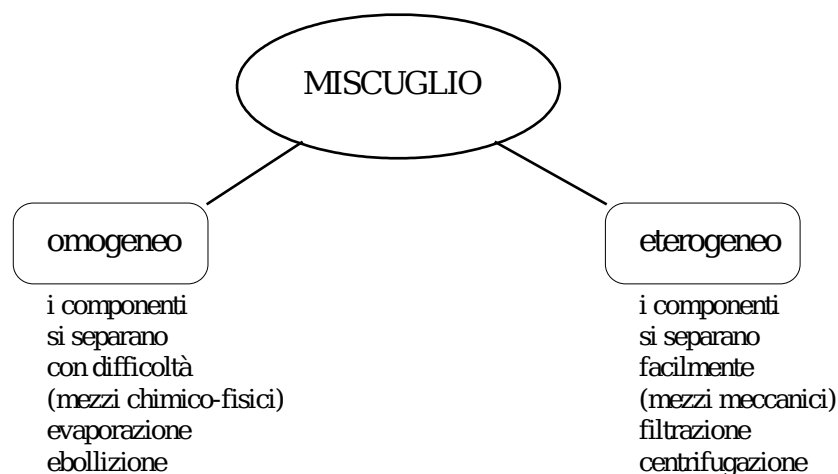 MISCUGLIO
omogeneo
i componenti
si separano
con difficoltà
(mezzi chimico-fisici)
evaporazione
ebollizione
eterogeneo
i componenti
si separano
facilmente
(mezzi meccanici)
filtrazione
centrifugazione